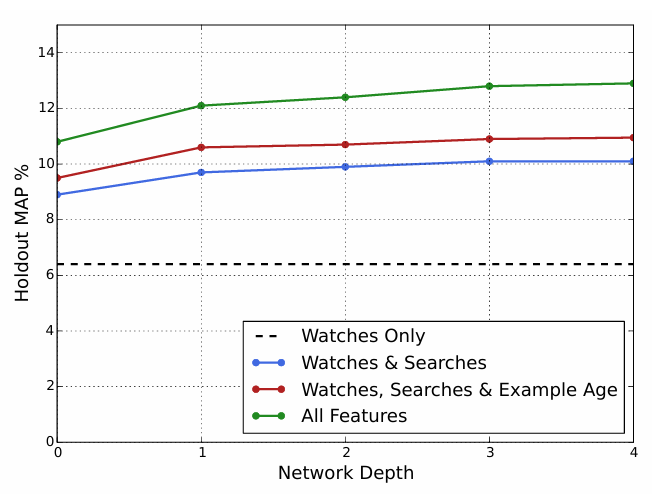 14
12
10
8
6
4
2
0
Holdout MAP %
Watches Only
Watches & Searches
Watches, Searches & Example Age
All Features
0 1 2 3 4
Network Depth